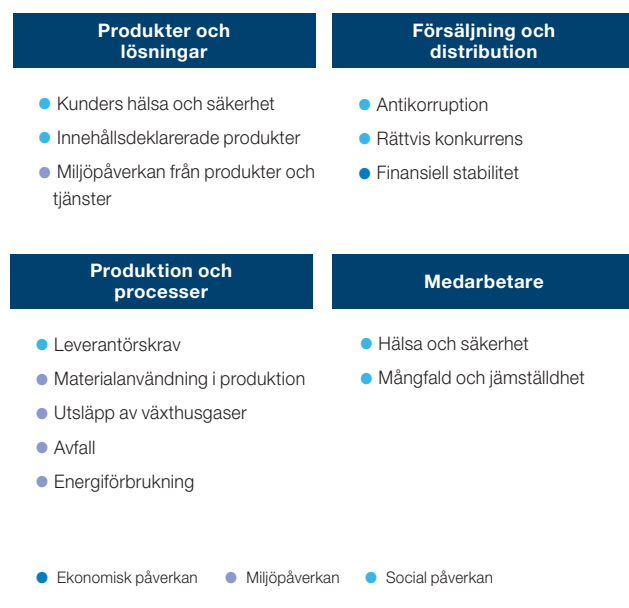 Produkter och
lösningar
Kunders hälsa och säkerhet
Innehållsdeklarerade produkter
Miljöpåverkan från produkter och
tjänster
Försäljning och
distribution
Antikorruption
Rättvis konkurrens
Finansiell stabilitet
Produktion och
processer
Leverantörskrav
Materialanvändning i produktion
Utsläpp av växthusgaser
Avfall
Energiförbrukning
Medarbetare
Hälsa och säkerhet
Mångfald och jämställdhet
Ekonomisk påverkan
Miljöpåverkan
Social påverkan